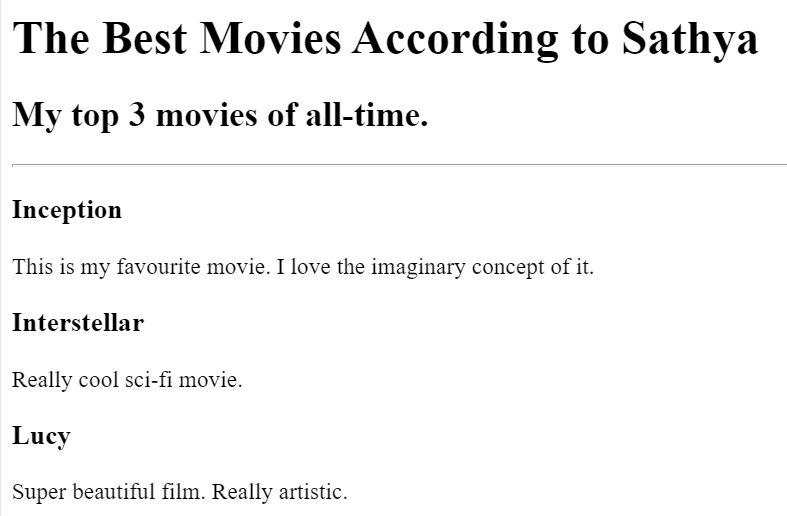 The Best Movies According to Sathya
My top 3 movies of all-time.
Inception
This is my favourite movie. I love the imaginary concept of it.
Interstellar
Really cool sci-fi movie.
Lucy
Super beautiful film. Really artistic.